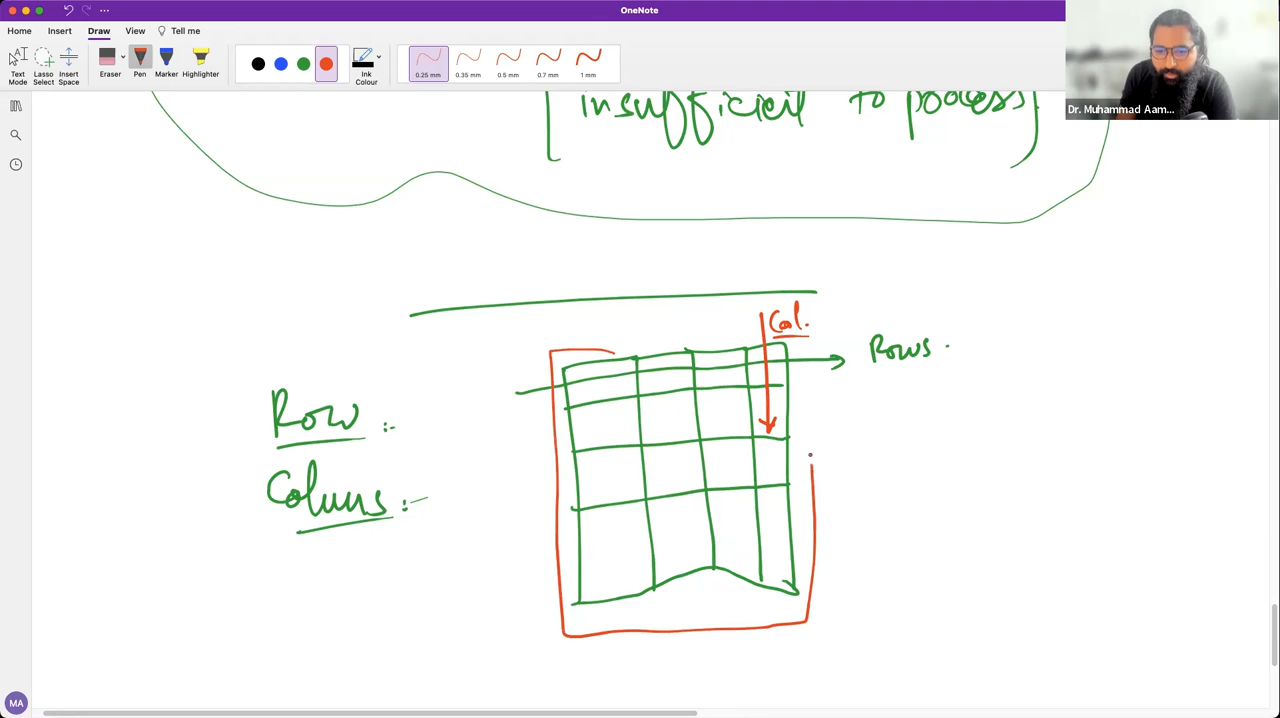 OneNote
Home Insert Draw View Tell me
Text Mode
Lasso Select
Insert Space
Eraser
Pen
Marker
Highlighter
Ink Colour
0.25 mm
0.35 mm
0.5 mm
0.7 mm
1 mm
Dr. Muhammad Aam...
insufficient to process
Col.
Rows
Row :-
Colums :-
MA